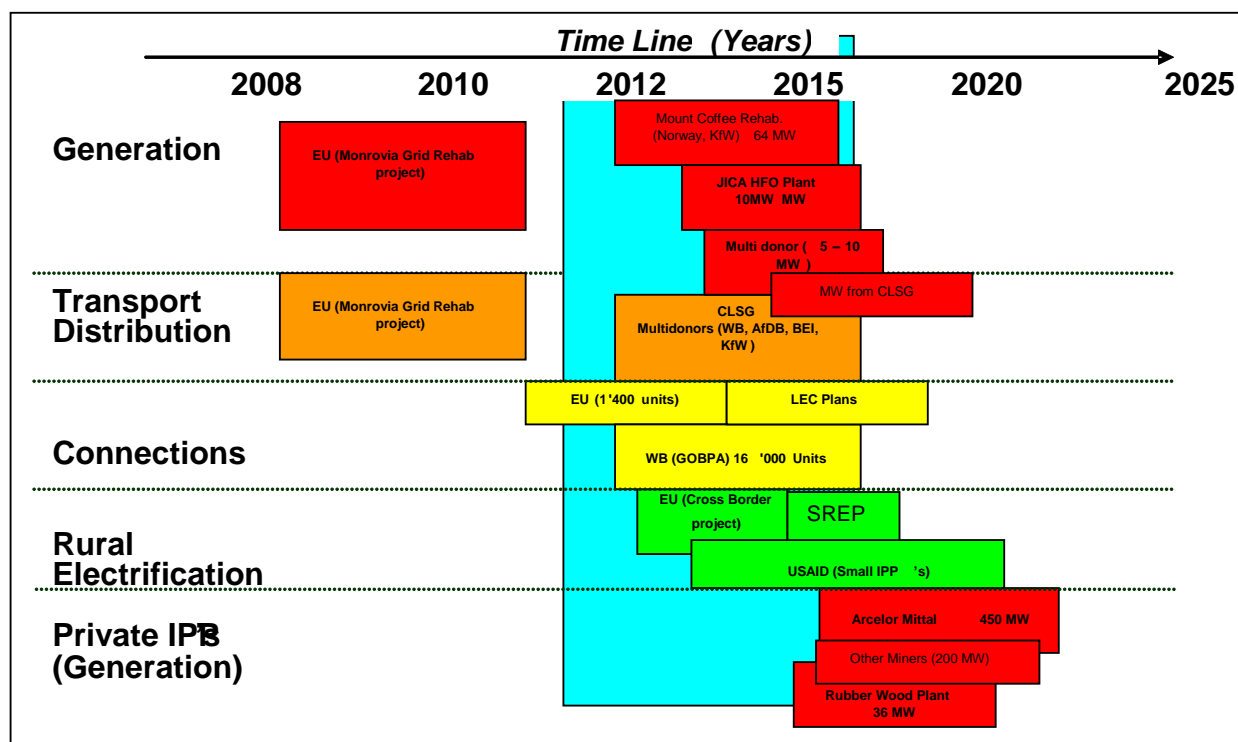 Time Line (Years)
2008 2010 2012 2015 2020 2025
Generation
EU (Monrovia Grid Rehab
project)
Mount Coffee Rehab.
(Norway, KfW) 64 MW
JICA HFO Plant
10MW MW
Multi donor ( 5 – 10
MW )
MW from CLSG
Transport
Distribution
EU (Monrovia Grid Rehab
project)
CLSG
Multidonors (WB, AfDB, BEI,
KfW )
EU (1'400 units)
LEC Plans
Connections
WB (GOBPA) 16 '000 Units
EU (Cross Border
project)
SREP
Rural
Electrification
USAID (Small IPP 's)
Private
(Generation)
Arcelor Mittal 450 MW
Other Miners (200 MW)
Rubber Wood Plant
36 MW